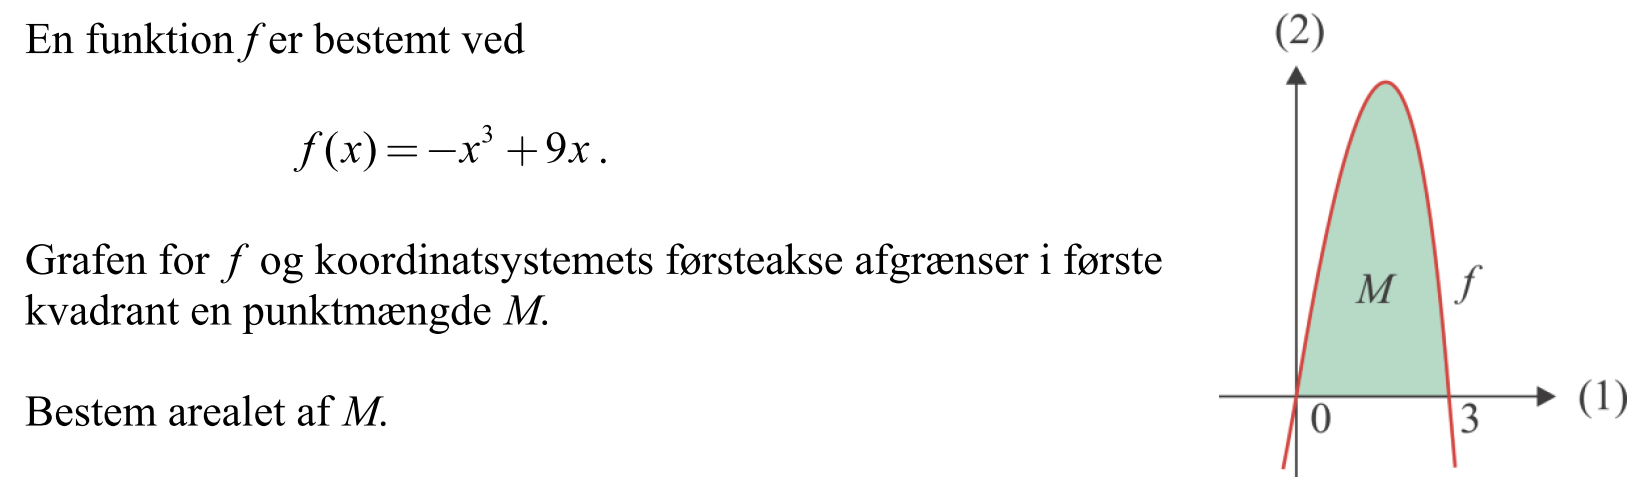 En funktion f er bestemt ved
f(x) = −x³ + 9x.
Grafen for f og koordinatsystemets førsteakse afgrænser i første
kvadrant en punktmængde M.
Bestem arealet af M.
(2)
M
f
(1)
0
3